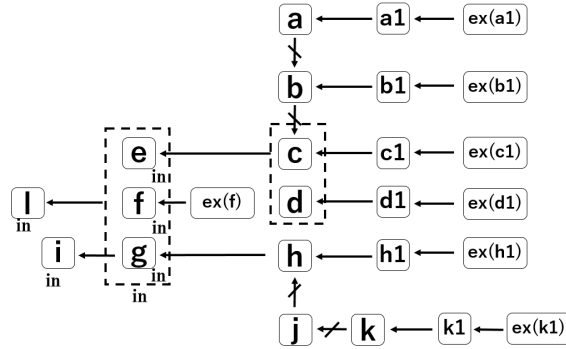 a a1 ex(a1)
b b1 ex(b1)
e in c c1 ex(c1)
l in f in ex(f) d d1 ex(d1)
i in g in h h1 ex(h1)
in
j k k1 ex(k1)